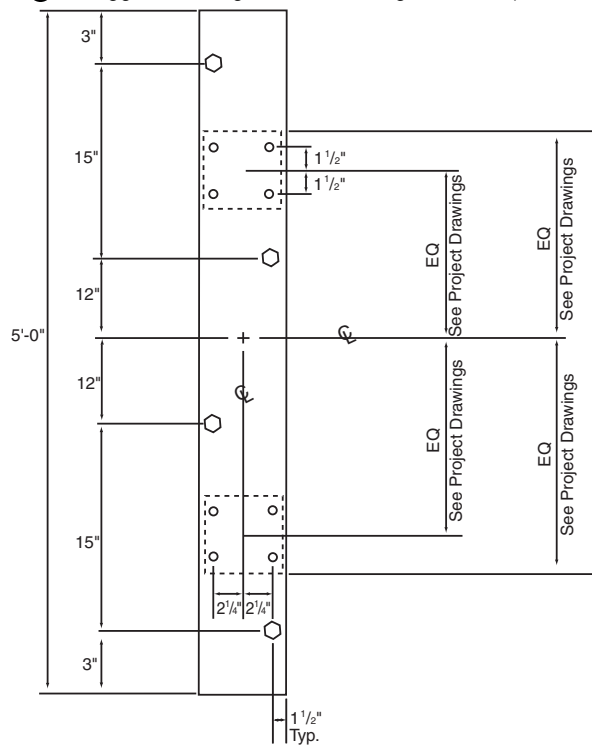 3"
15"
12"
5'-0"
12"
15"
3"
1 1/2"
1 1/2"
EQ
See Project Drawings
EQ
See Project Drawings
EQ
See Project Drawings
EQ
See Project Drawings
℄
℄
2 1/4"
2 1/4"
1 1/2"
Typ.